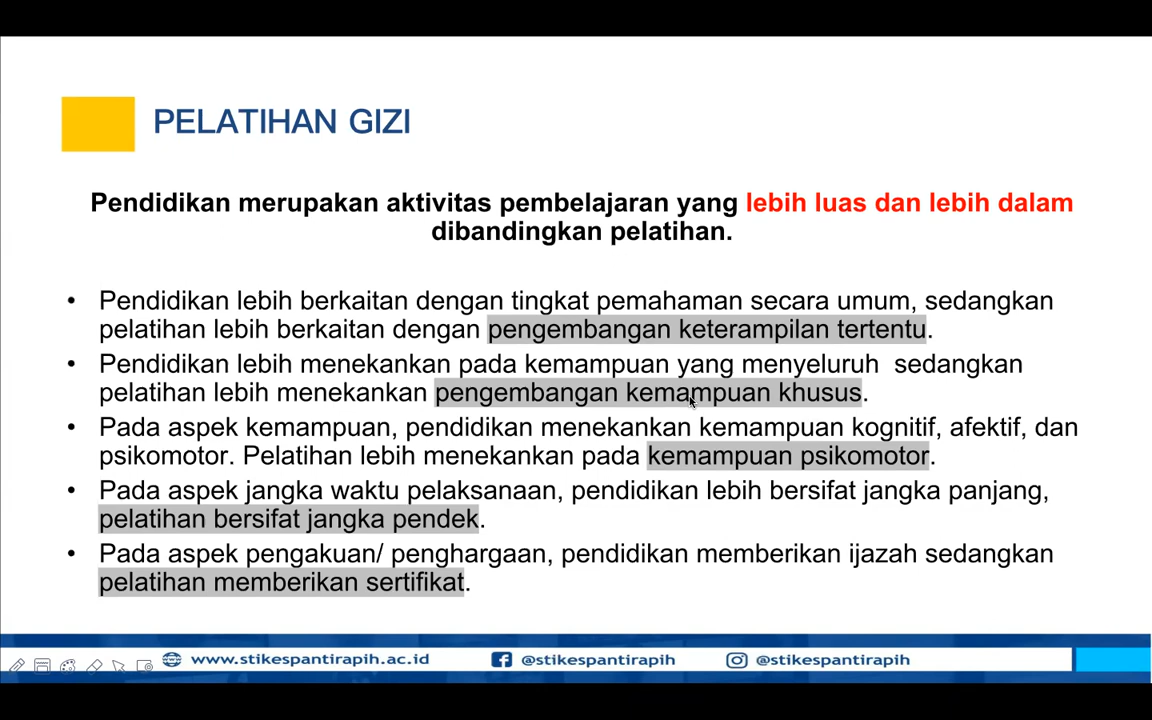 PELATIHAN GIZI
Pendidikan merupakan aktivitas pembelajaran yang lebih luas dan lebih dalam
dibandingkan pelatihan.
• Pendidikan lebih berkaitan dengan tingkat pemahaman secara umum, sedangkan
pelatihan lebih berkaitan dengan pengembangan keterampilan tertentu.
• Pendidikan lebih menekankan pada kemampuan yang menyeluruh sedangkan
pelatihan lebih menekankan pengembangan kemampuan khusus.
• Pada aspek kemampuan, pendidikan menekankan kemampuan kognitif, afektif, dan
psikomotor. Pelatihan lebih menekankan pada kemampuan psikomotor.
• Pada aspek jangka waktu pelaksanaan, pendidikan lebih bersifat jangka panjang,
pelatihan bersifat jangka pendek.
• Pada aspek pengakuan/ penghargaan, pendidikan memberikan ijazah sedangkan
pelatihan memberikan sertifikat.
www.stikespantirapih.ac.id @stikespantirapih @stikespantirapih